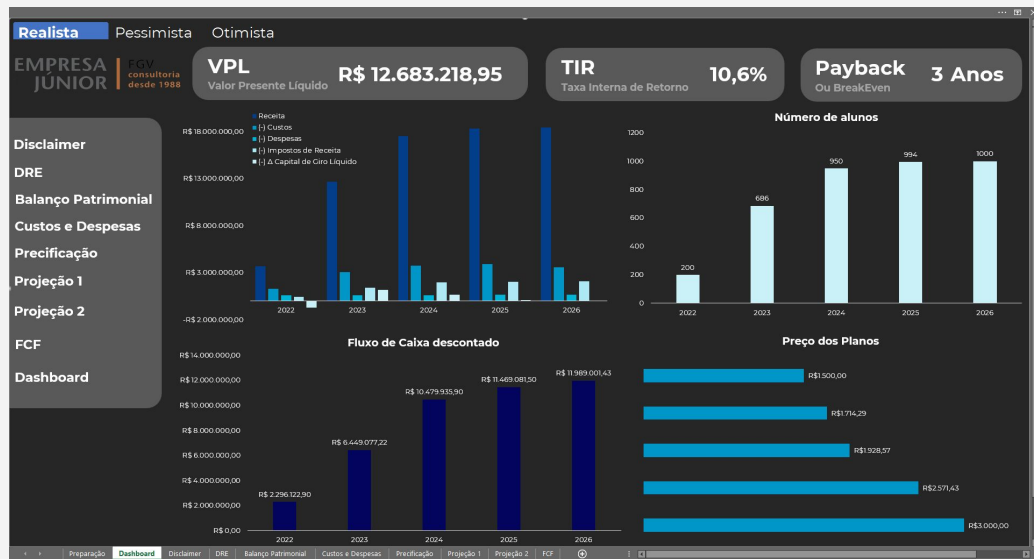 Realista Pessimista Otimista
EMPRESA
JÚNIOR
FGV
consultoria
desde 1988
VPL
Valor Presente Líquido
R$ 12.683.218,95
TIR
Taxa Interna de Retorno
10,6%
Payback
Ou BreakEven
3 Anos
Disclaimer
DRE
Balanço Patrimonial
Custos e Despesas
Precificação
Projeção 1
Projeção 2
FCF
Dashboard
Receita
(-) Custos
(-) Despesas
(-) Impostos de Receita
(-) Δ Capital de Giro Líquido
R$ 18.000.000,00
R$ 13.000.000,00
R$ 8.000.000,00
R$ 3.000.000,00
-R$ 2.000.000,00
2022 2023 2024 2025 2026
Número de alunos
1200
1000
800
600
400
200
0
200
686
950
994
1000
2022 2023 2024 2025 2026
Fluxo de Caixa descontado
R$ 14.000.000,00
R$ 12.000.000,00
R$ 10.000.000,00
R$ 8.000.000,00
R$ 6.000.000,00
R$ 4.000.000,00
R$ 2.000.000,00
R$ 0,00
R$ 2.296.122,90
R$ 6.449.077,22
R$ 10.479.935,90
R$ 11.469.081,50
R$ 11.989.001,43
2022 2023 2024 2025 2026
Preço dos Planos
R$1.500,00
R$1.714,29
R$1.928,57
R$2.571,43
R$3.000,00
Preparação Dashboard Disclaimer DRE Balanço Patrimonial Custos e Despesas Precificação Projeção 1 Projeção 2 FCF